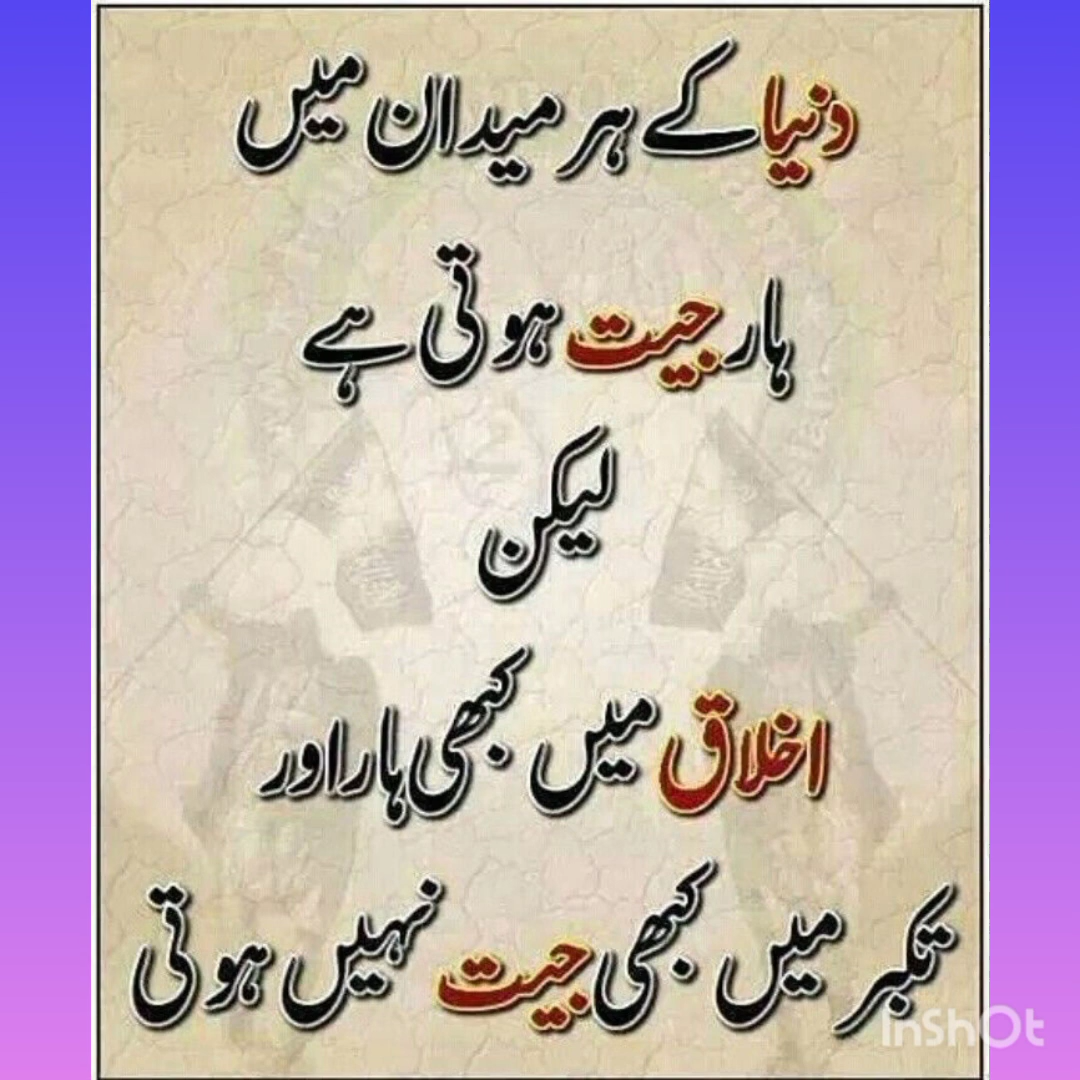 دنیا کے ہر میدان میں
ہار جیت ہوتی ہے
لیکن
اخلاق میں کبھی ہار اور
تکبر میں کبھی جیت نہیں ہوتی
InShOt